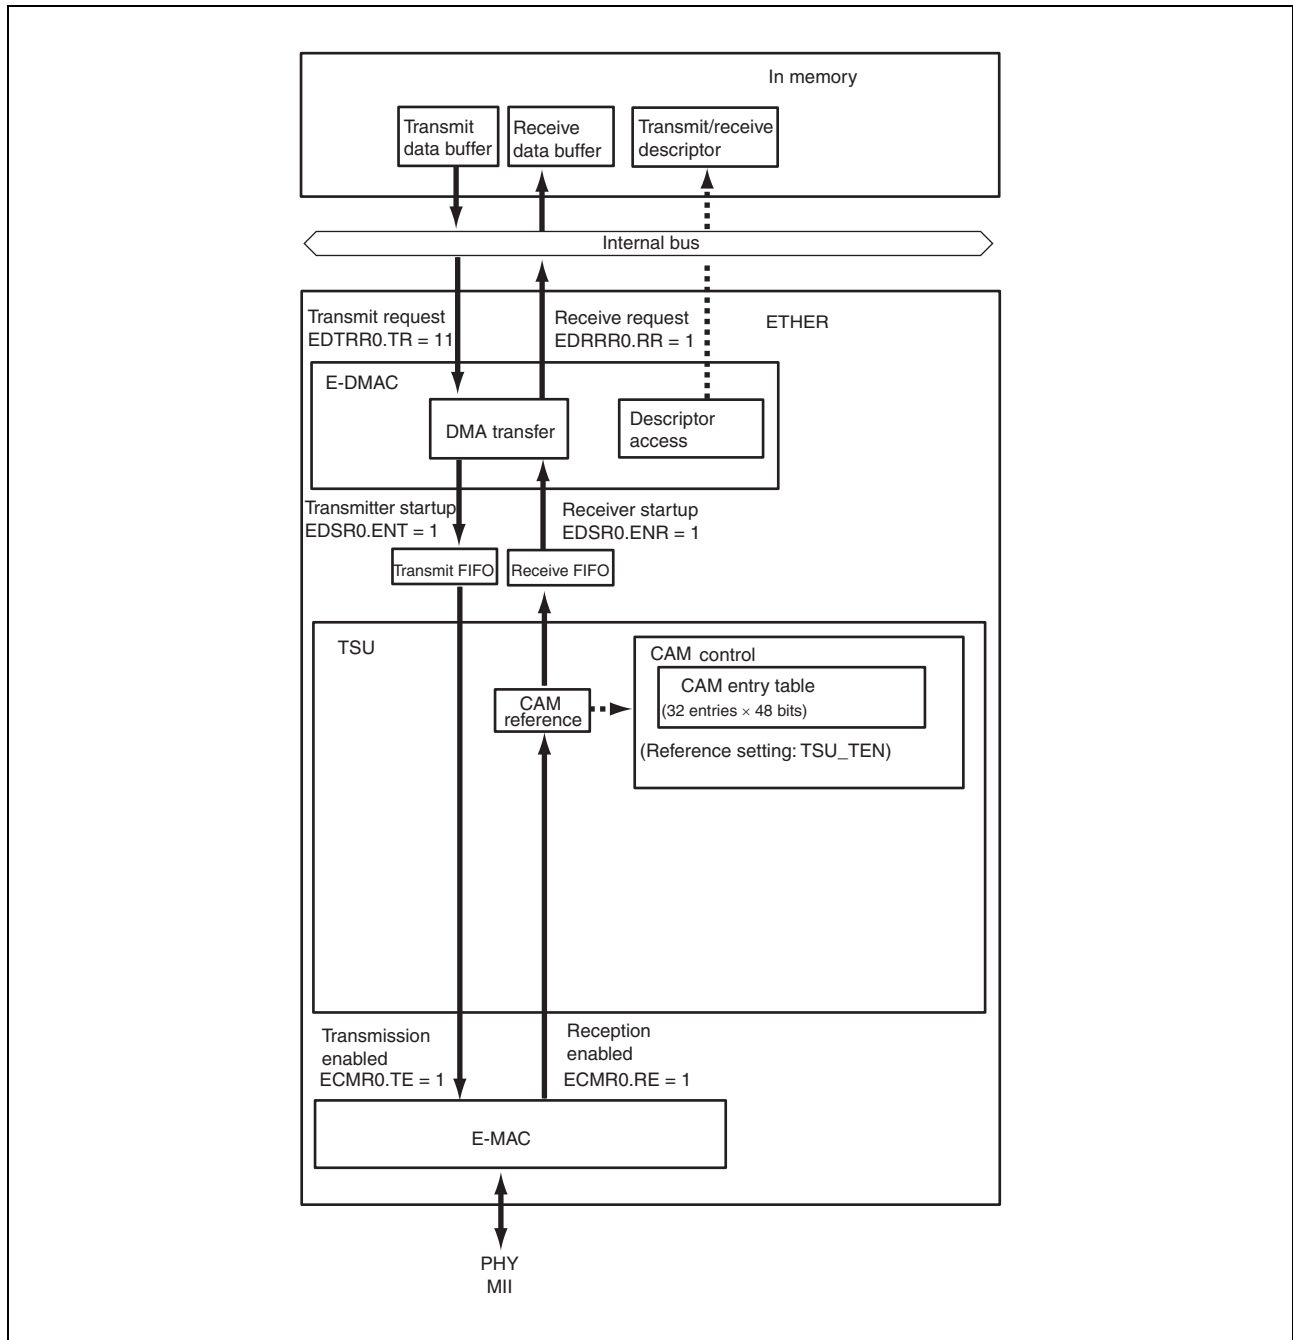 In memory
Transmit
data buffer
Receive
data buffer
Transmit/receive
descriptor
Internal bus
Transmit request
EDTRR0.TR = 11
Receive request
EDRRR0.RR = 1
ETHER
E-DMAC
DMA transfer
Descriptor
access
Transmitter startup
EDSR0.ENT = 1
Receiver startup
EDSR0.ENR = 1
Transmit FIFO
Receive FIFO
TSU
CAM control
CAM entry table
(32 entries × 48 bits)
CAM
reference
(Reference setting: TSU_TEN)
Transmission
enabled
ECMR0.TE = 1
Reception
enabled
ECMR0.RE = 1
E-MAC
PHY
MII